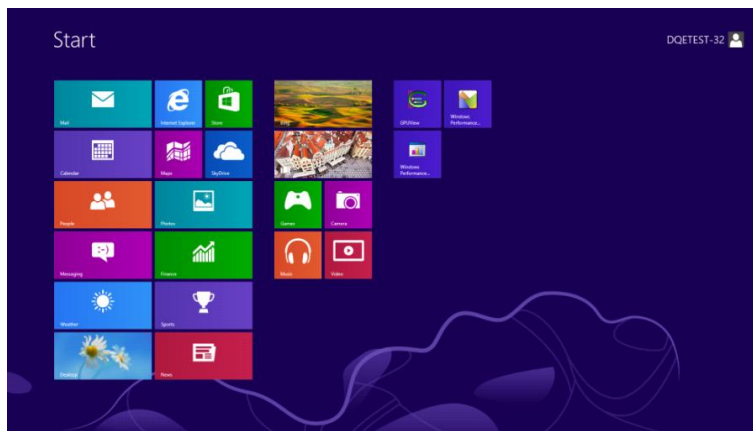 Start
DQETEST-32
Mail
Internet Explorer
Store
Calendar
Maps
SkyDrive
People
Photos
Messaging
Finance
Weather
Sports
Desktop
News
Bing
Games
Camera
Music
Video
GPUView
Windows
Performance...
Windows
Performance...